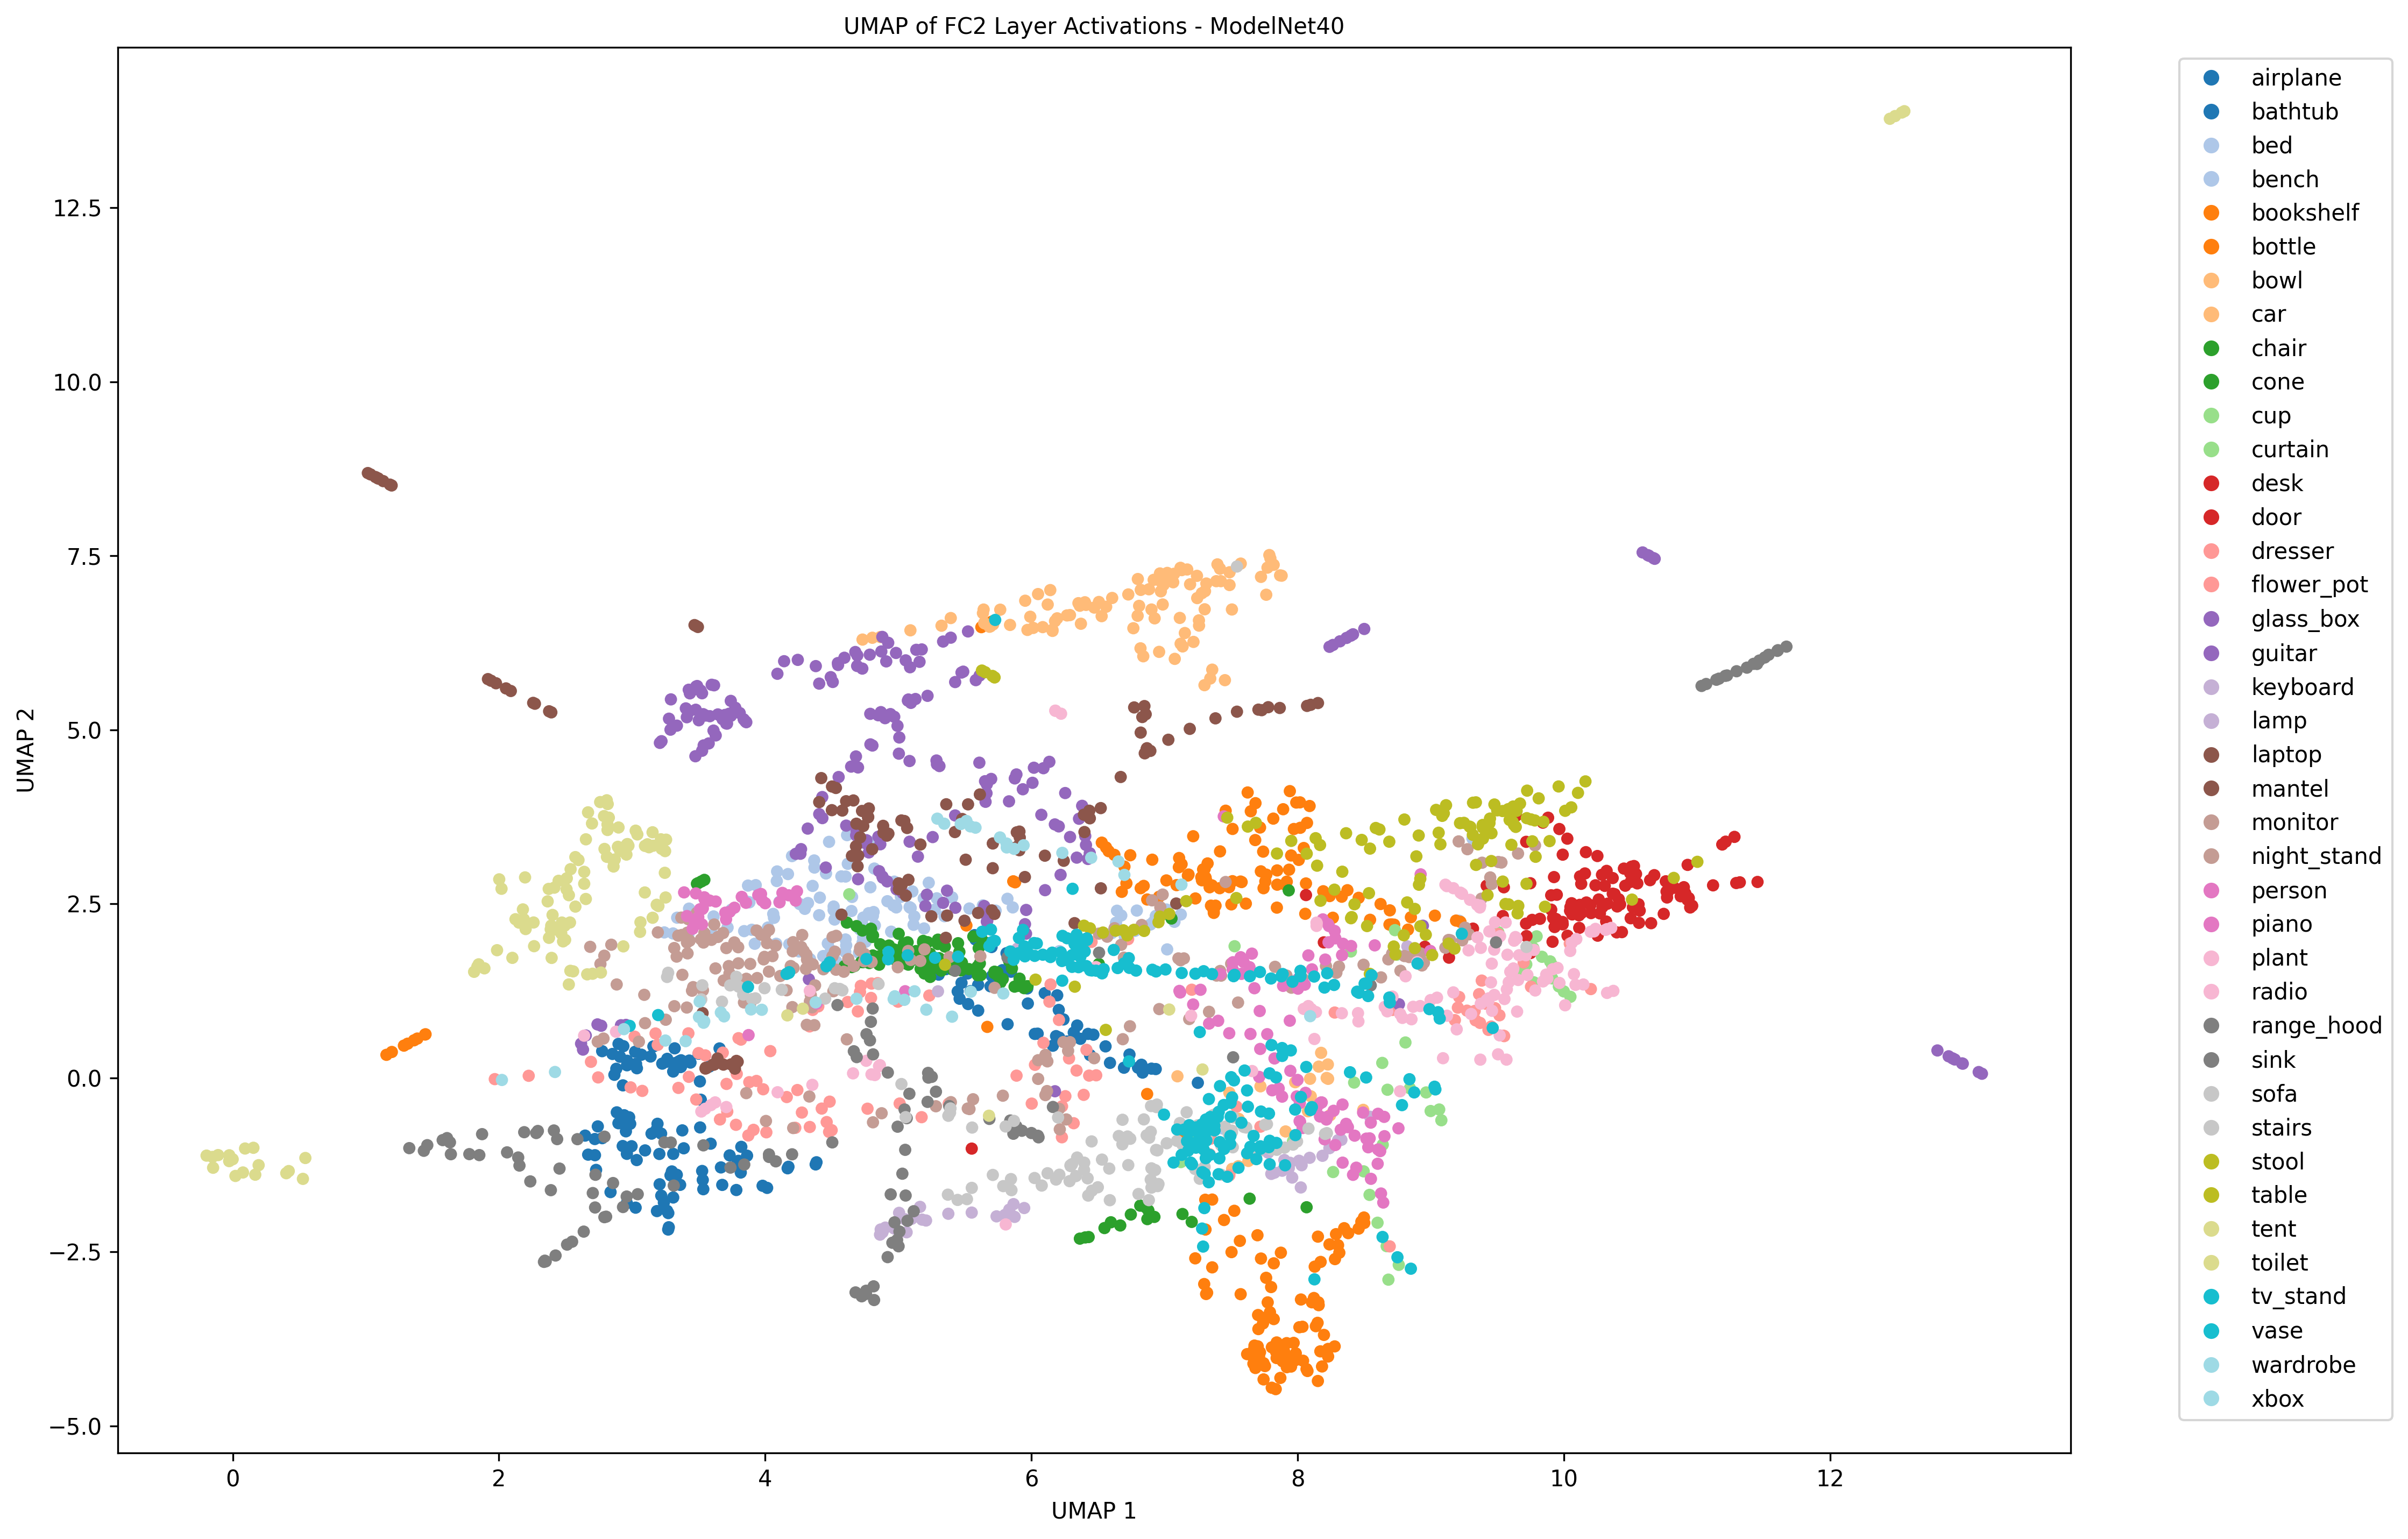 UMAP of FC2 Layer Activations - ModelNet40
UMAP 2
12.5
10.0
7.5
5.0
2.5
0.0
−2.5
−5.0
0
2
4
6
8
10
12
UMAP 1
airplane
bathtub
bed
bench
bookshelf
bottle
bowl
car
chair
cone
cup
curtain
desk
door
dresser
flower_pot
glass_box
guitar
keyboard
lamp
laptop
mantel
monitor
night_stand
person
piano
plant
radio
range_hood
sink
sofa
stairs
stool
table
tent
toilet
tv_stand
vase
wardrobe
xbox